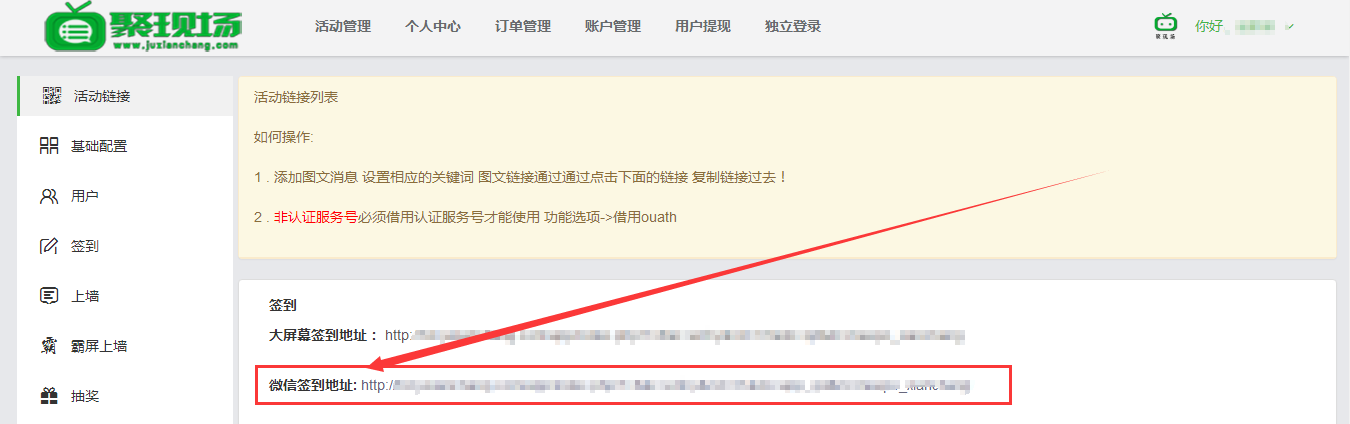 聚现场
www.juxianchang.com
活动管理 个人中心 订单管理 账户管理 用户提现 独立登录
聚现场
你好
活动链接
基础配置
用户
签到
上墙
霸屏上墙
抽奖
活动链接列表
如何操作:
1 . 添加图文消息 设置相应的关键词 图文链接通过通过点击下面的链接 复制链接过去！
2 . 非认证服务号必须借用认证服务号才能使用 功能选项->借用ouath
签到
大屏幕签到地址： http:
微信签到地址: http:/